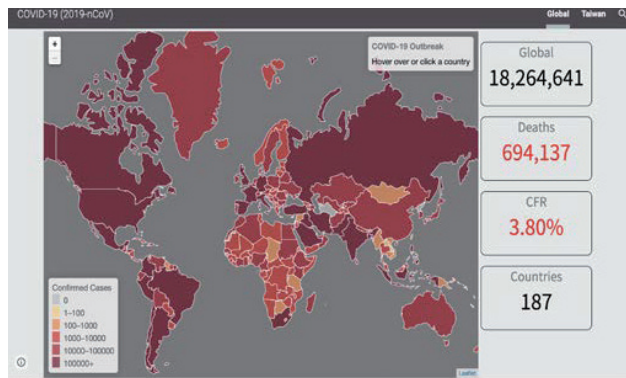 COVID-19 (2019-nCoV)
Global Taiwan
+
−
COVID-19 Outbreak
Hover over or click a country
Global
18,264,641
Deaths
694,137
CFR
3.80%
Countries
187
Confirmed Cases
0
1–100
100–1000
1000–10000
10000–100000
100000+
Leaflet